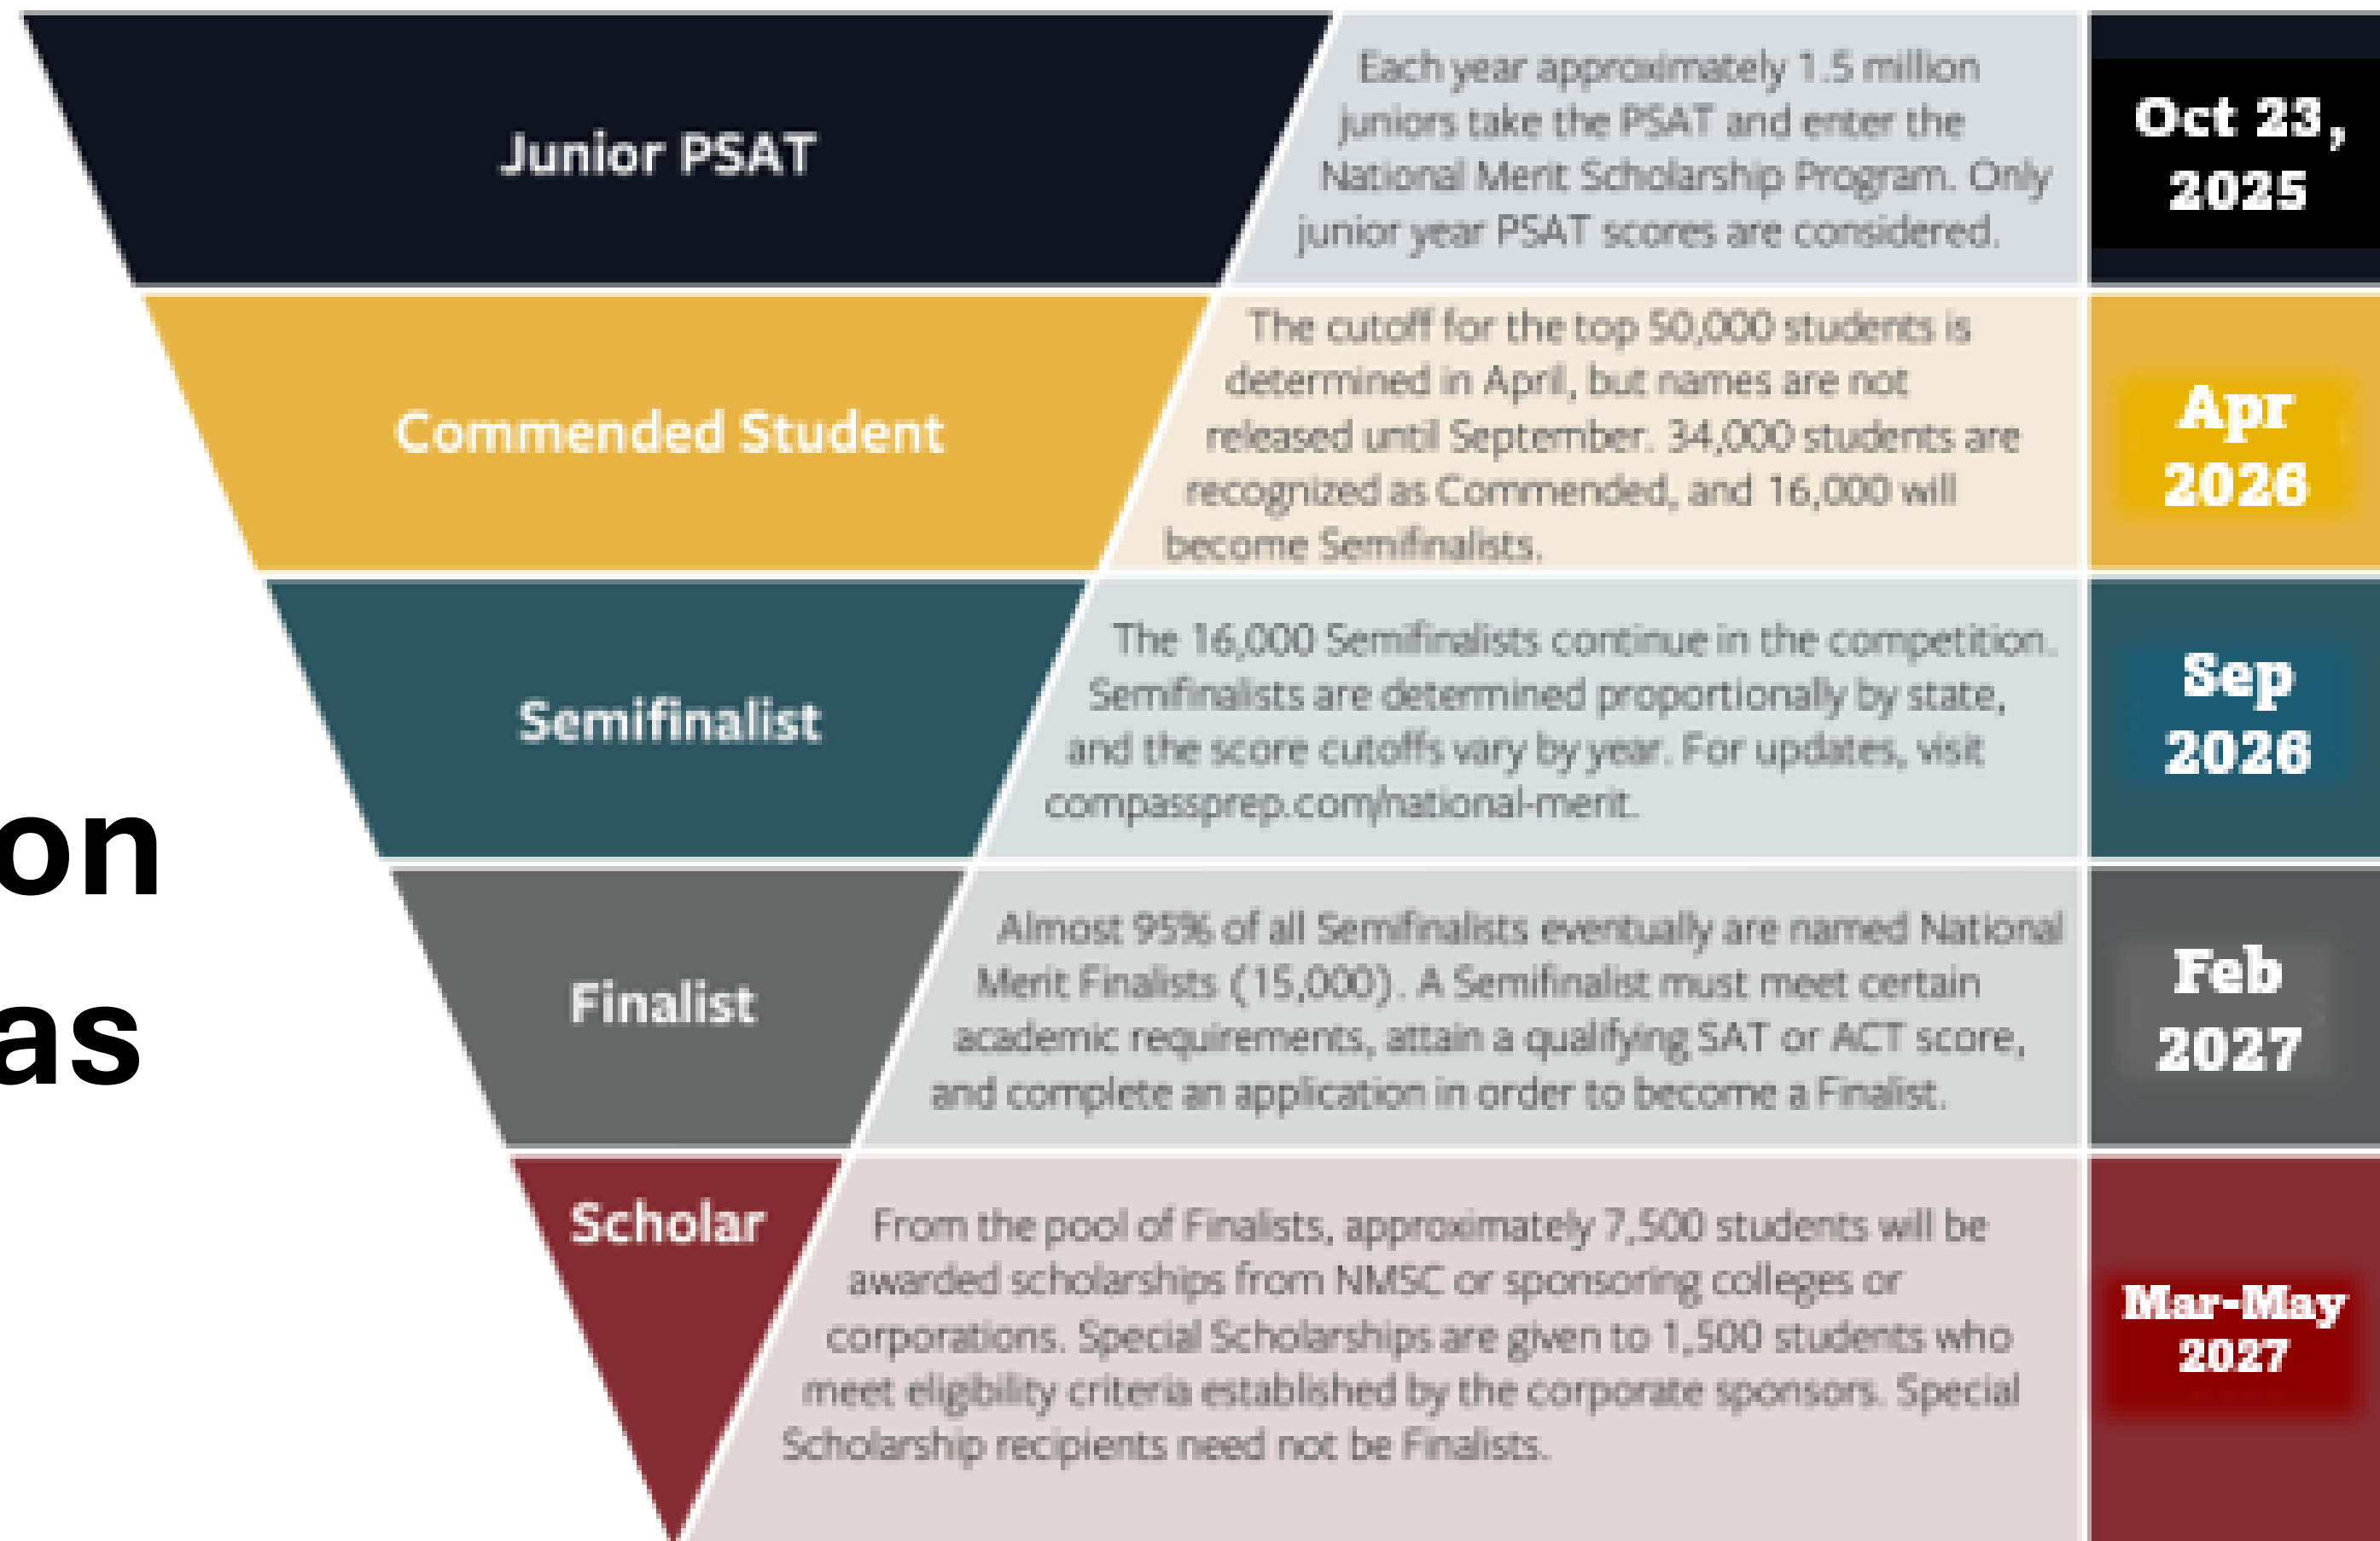 Junior PSAT
Each year approximately 1.5 million
juniors take the PSAT and enter the
National Merit Scholarship Program. Only
junior year PSAT scores are considered.
Oct 23,
2025
Commended Student
The cutoff for the top 50,000 students is
determined in April, but names are not
released until September. 34,000 students are
recognized as Commended, and 16,000 will
become Semifinalists.
Apr
2026
Semifinalist
The 16,000 Semifinalists continue in the competition.
Semifinalists are determined proportionally by state,
and the score cutoffs vary by year. For updates, visit
compassprep.com/national-merit.
Sep
2026
on
as
Finalist
Almost 95% of all Semifinalists eventually are named National
Merit Finalists (15,000). A Semifinalist must meet certain
academic requirements, attain a qualifying SAT or ACT score,
and complete an application in order to become a Finalist.
Feb
2027
Scholar
From the pool of Finalists, approximately 7,500 students will be
awarded scholarships from NMSC or sponsoring colleges or
corporations. Special Scholarships are given to 1,500 students who
meet eligibility criteria established by the corporate sponsors. Special
Scholarship recipients need not be Finalists.
Mar-May
2027